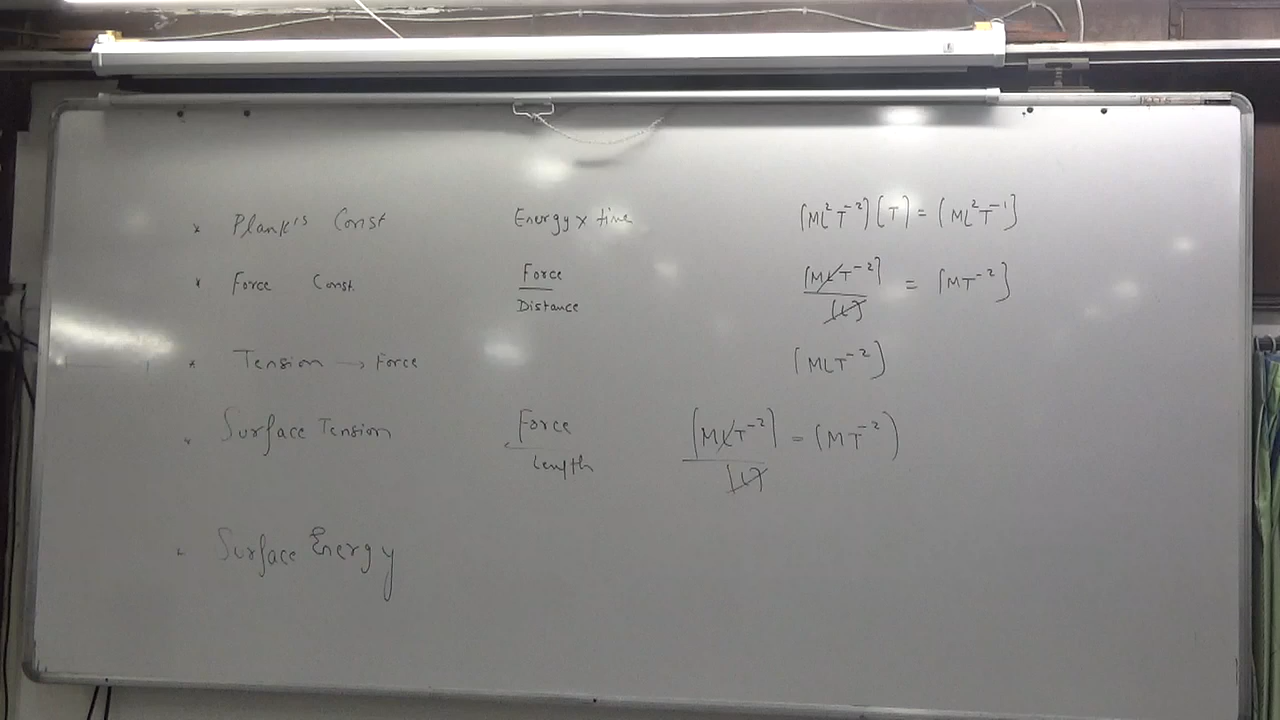 * Plank's Const Energy x time [ML²T⁻²][T] = [ML²T⁻¹]
* Force Const. Force / Distance [MLT⁻²] / [L] = [MT⁻²]
* Tension → Force [MLT⁻²]
* Surface Tension Force / Length [MLT⁻²] / [L] = [MT⁻²]
* Surface Energy